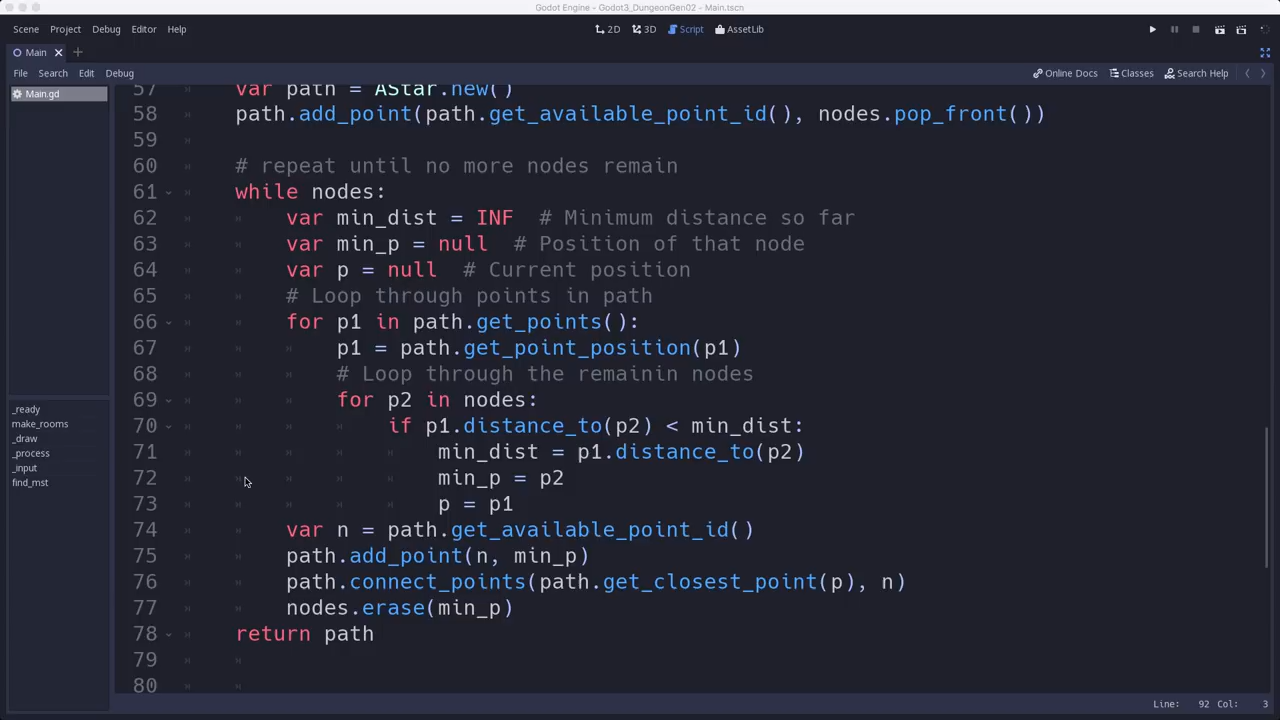 Godot Engine - Godot3_DungeonGen02 - Main.tscn
Scene Project Debug Editor Help
2D 3D Script AssetLib
Main
File Search Edit Debug
Online Docs Classes Search Help
Main.gd
_ready
make_rooms
_draw
_process
_input
find_mst
57 var path = AStar.new()
58 path.add_point(path.get_available_point_id(), nodes.pop_front())
59
60 # repeat until no more nodes remain
61 while nodes:
62 var min_dist = INF # Minimum distance so far
63 var min_p = null # Position of that node
64 var p = null # Current position
65 # Loop through points in path
66 for p1 in path.get_points():
67 p1 = path.get_point_position(p1)
68 # Loop through the remainin nodes
69 for p2 in nodes:
70 if p1.distance_to(p2) < min_dist:
71 min_dist = p1.distance_to(p2)
72 min_p = p2
73 p = p1
74 var n = path.get_available_point_id()
75 path.add_point(n, min_p)
76 path.connect_points(path.get_closest_point(p), n)
77 nodes.erase(min_p)
78 return path
79
80
Line: 92 Col: 3